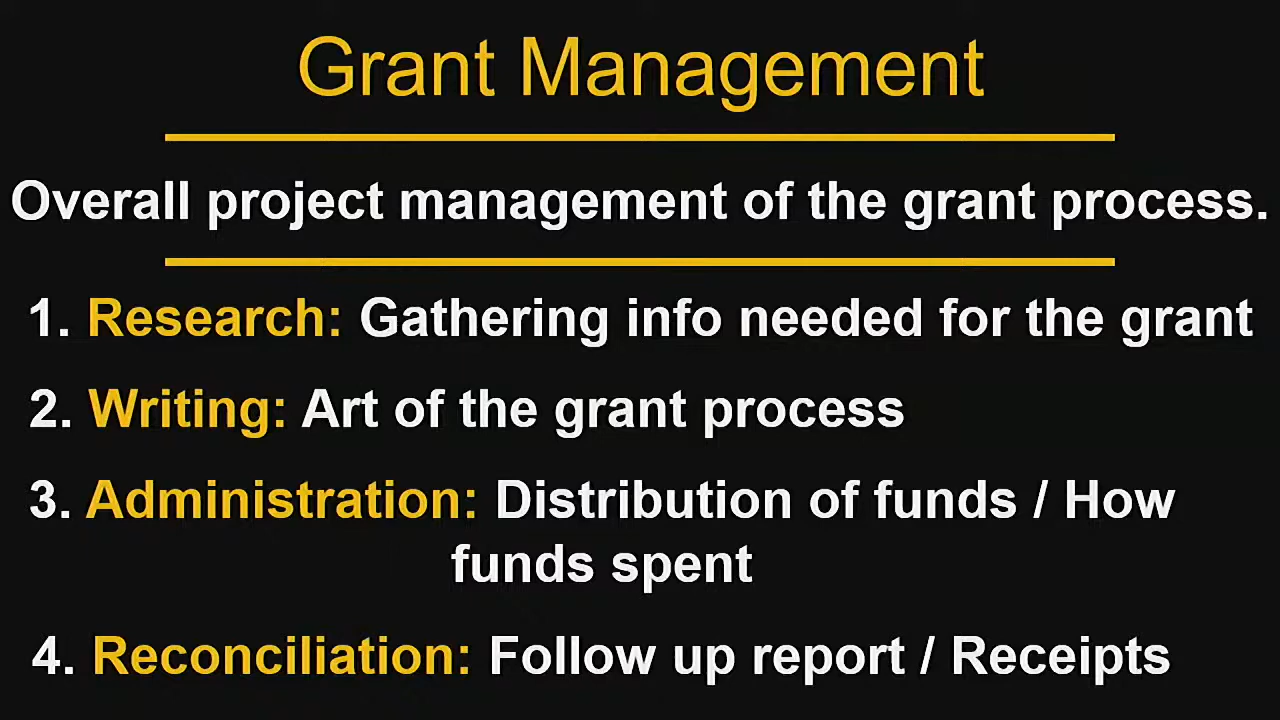 Grant Management
Overall project management of the grant process.
1. Research: Gathering info needed for the grant
2. Writing: Art of the grant process
3. Administration: Distribution of funds / How
funds spent
4. Reconciliation: Follow up report / Receipts